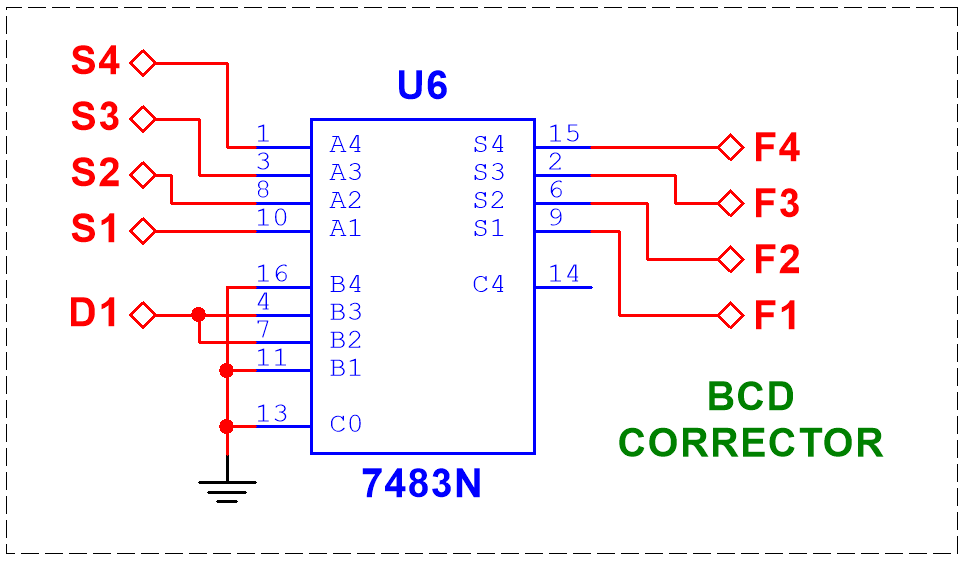 U6
S4
S3
S2
S1
D1
1 A4 S4 15 F4
3 A3 S3 2 F3
8 A2 S2 6 F2
10 A1 S1 9 F1
16 B4 C4 14
4 B3
7 B2
11 B1
13 C0
BCD
CORRECTOR
7483N